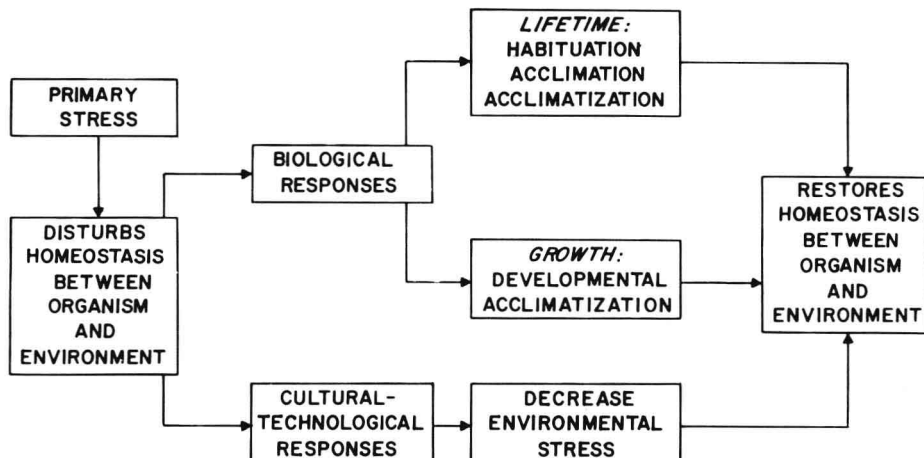 PRIMARY
STRESS
DISTURBS
HOMEOSTASIS
BETWEEN
ORGANISM
AND
ENVIRONMENT
BIOLOGICAL
RESPONSES
LIFETIME:
HABITUATION
ACCLIMATION
ACCLIMATIZATION
GROWTH:
DEVELOPMENTAL
ACCLIMATIZATION
CULTURAL-
TECHNOLOGICAL
RESPONSES
DECREASE
ENVIRONMENTAL
STRESS
RESTORES
HOMEOSTASIS
BETWEEN
ORGANISM
AND
ENVIRONMENT